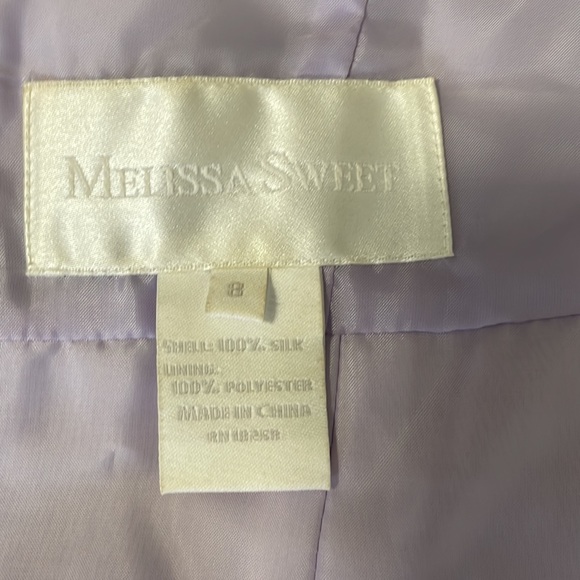 MELISSA SWEET
8
SHELL: 100% SILK
LINING:
100% POLYESTER
MADE IN CHINA